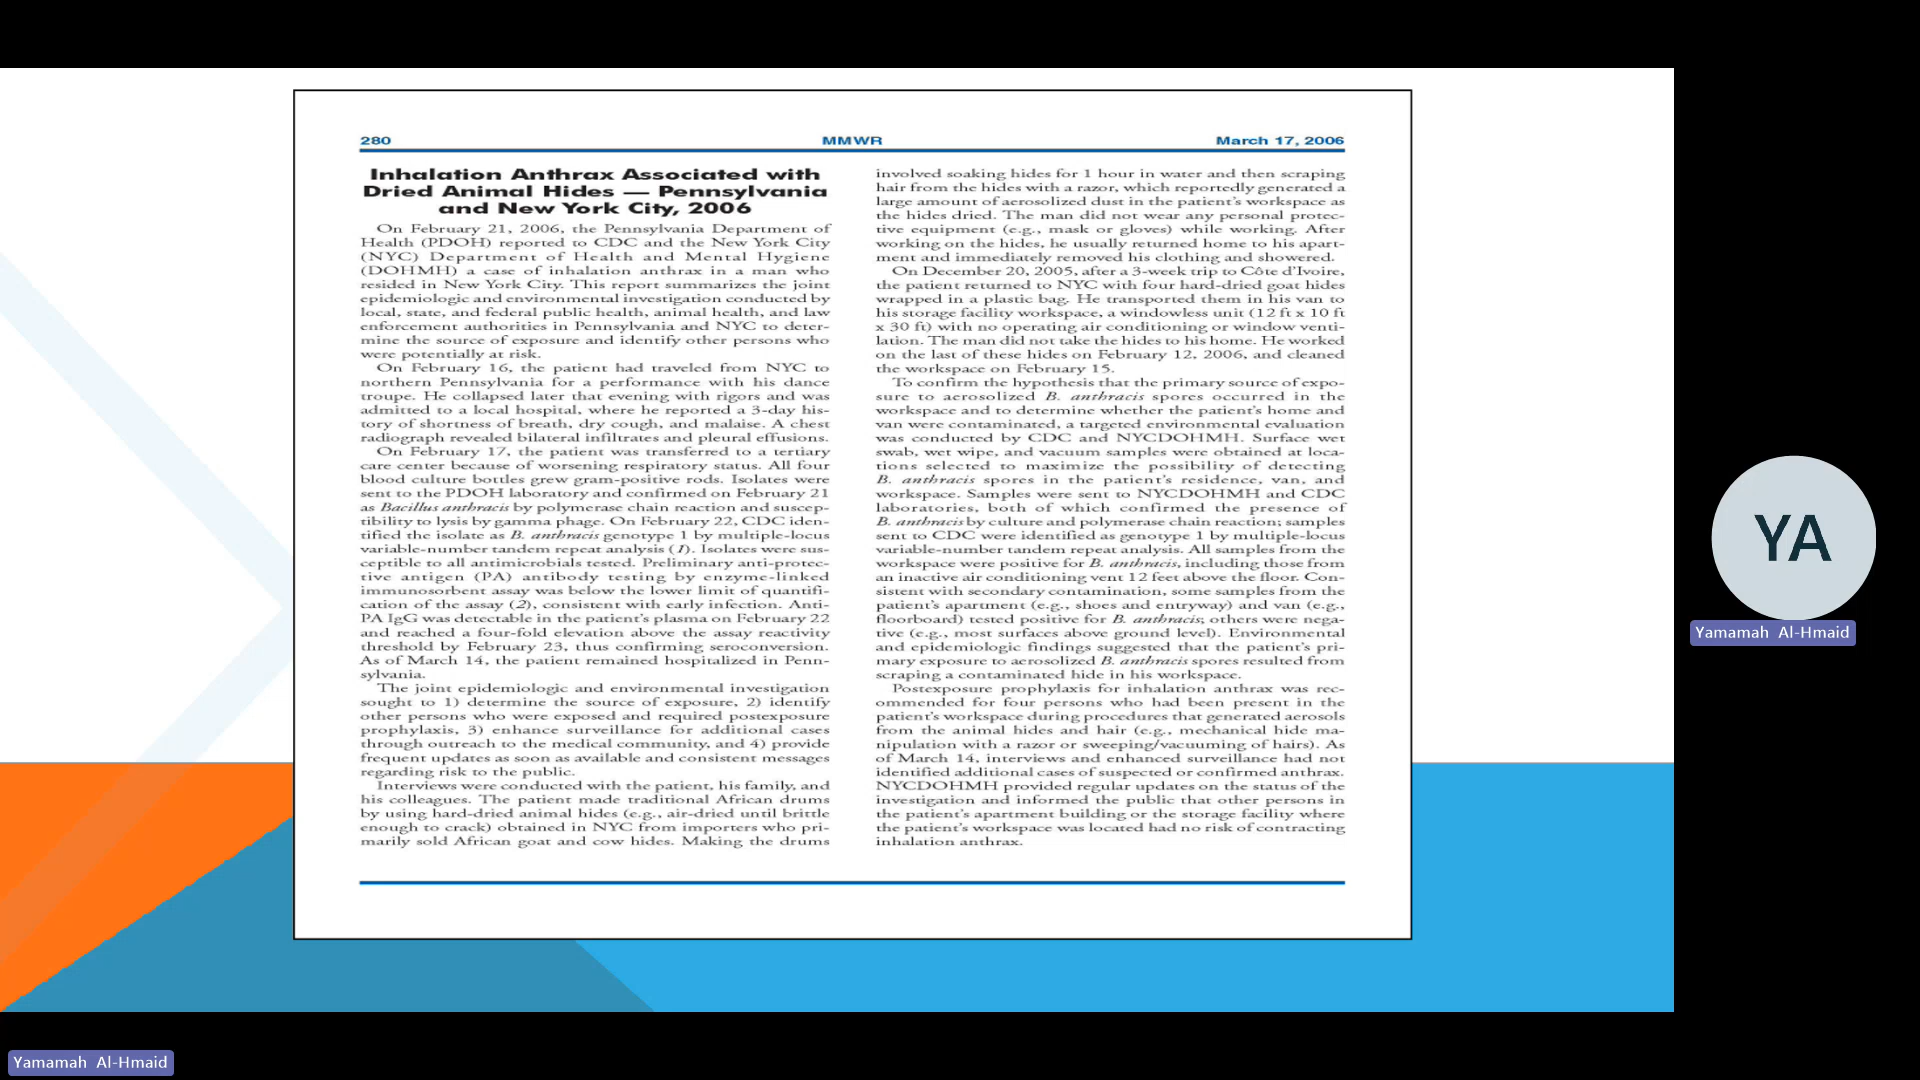 280 MMWR March 17, 2006
Inhalation Anthrax Associated with
Dried Animal Hides — Pennsylvania
and New York City, 2006
On February 21, 2006, the Pennsylvania Department of
Health (PDOH) reported to CDC and the New York City
(NYC) Department of Health and Mental Hygiene
(DOHMH) a case of inhalation anthrax in a man who
resided in New York City. This report summarizes the joint
epidemiologic and environmental investigation conducted by
local, state, and federal public health, animal health, and law
enforcement authorities in Pennsylvania and NYC to deter-
mine the source of exposure and identify other persons who
were potentially at risk.
On February 16, the patient had traveled from NYC to
northern Pennsylvania for a performance with his dance
troupe. He collapsed later that evening with rigors and was
admitted to a local hospital, where he reported a 3-day his-
tory of shortness of breath, dry cough, and malaise. A chest
radiograph revealed bilateral infiltrates and pleural effusions.
On February 17, the patient was transferred to a tertiary
care center because of worsening respiratory status. All four
blood culture bottles grew gram-positive rods. Isolates were
sent to the PDOH laboratory and confirmed on February 21
as Bacillus anthracis by polymerase chain reaction and suscep-
tibility to lysis by gamma phage. On February 22, CDC iden-
tified the isolate as B. anthracis genotype 1 by multiple-locus
variable-number tandem repeat analysis (1). Isolates were sus-
ceptible to all antimicrobials tested. Preliminary anti-protec-
tive antigen (PA) antibody testing by enzyme-linked
immunosorbent assay was below the lower limit of quantifi-
cation of the assay (2), consistent with early infection. Anti-
PA IgG was detectable in the patient's plasma on February 22
and reached a four-fold elevation above the assay reactivity
threshold by February 23, thus confirming seroconversion.
As of March 14, the patient remained hospitalized in Penn-
sylvania.
The joint epidemiologic and environmental investigation
sought to 1) determine the source of exposure, 2) identify
other persons who were exposed and required postexposure
prophylaxis, 3) enhance surveillance for additional cases
through outreach to the medical community, and 4) provide
frequent updates as soon as available and consistent messages
regarding risk to the public.
Interviews were conducted with the patient, his family, and
his colleagues. The patient made traditional African drums
by using hard-dried animal hides (e.g., air-dried until brittle
enough to crack) obtained in NYC from importers who pri-
marily sold African goat and cow hides. Making the drums
involved soaking hides for 1 hour in water and then scraping
hair from the hides with a razor, which reportedly generated a
large amount of aerosolized dust in the patient's workspace as
the hides dried. The man did not wear any personal protec-
tive equipment (e.g., mask or gloves) while working. After
working on the hides, he usually returned home to his apart-
ment and immediately removed his clothing and showered.
On December 20, 2005, after a 3-week trip to Côte d'Ivoire,
the patient returned to NYC with four hard-dried goat hides
wrapped in a plastic bag. He transported them in his van to
his storage facility workspace, a windowless unit (12 ft x 10 ft
x 30 ft) with no operating air conditioning or window venti-
lation. The man did not take the hides to his home. He worked
on the last of these hides on February 12, 2006, and cleaned
the workspace on February 15.
To confirm the hypothesis that the primary source of expo-
sure to aerosolized B. anthracis spores occurred in the
workspace and to determine whether the patient's home and
van were contaminated, a targeted environmental evaluation
was conducted by CDC and NYCDOHMH. Surface wet
swab, wet wipe, and vacuum samples were obtained at loca-
tions selected to maximize the possibility of detecting
B. anthracis spores in the patient's residence, van, and
workspace. Samples were sent to NYCDOHMH and CDC
laboratories, both of which confirmed the presence of
B. anthracis by culture and polymerase chain reaction; samples
sent to CDC were identified as genotype 1 by multiple-locus
variable-number tandem repeat analysis. All samples from the
workspace were positive for B. anthracis, including those from
an inactive air conditioning vent 12 feet above the floor. Con-
sistent with secondary contamination, some samples from the
patient's apartment (e.g., shoes and entryway) and van (e.g.,
floorboard) tested positive for B. anthracis; others were nega-
tive (e.g., most surfaces above ground level). Environmental
and epidemiologic findings suggested that the patient's pri-
mary exposure to aerosolized B. anthracis spores resulted from
scraping a contaminated hide in his workspace.
Postexposure prophylaxis for inhalation anthrax was rec-
ommended for four persons who had been present in the
patient's workspace during procedures that generated aerosols
from the animal hides and hair (e.g., mechanical hide ma-
nipulation with a razor or sweeping/vacuuming of hairs). As
of March 14, interviews and enhanced surveillance had not
identified additional cases of suspected or confirmed anthrax.
NYCDOHMH provided regular updates on the status of the
investigation and informed the public that other persons in
the patient's apartment building or the storage facility where
the patient's workspace was located had no risk of contracting
inhalation anthrax.
YA
Yamamah Al-Hmaid
Yamamah Al-Hmaid